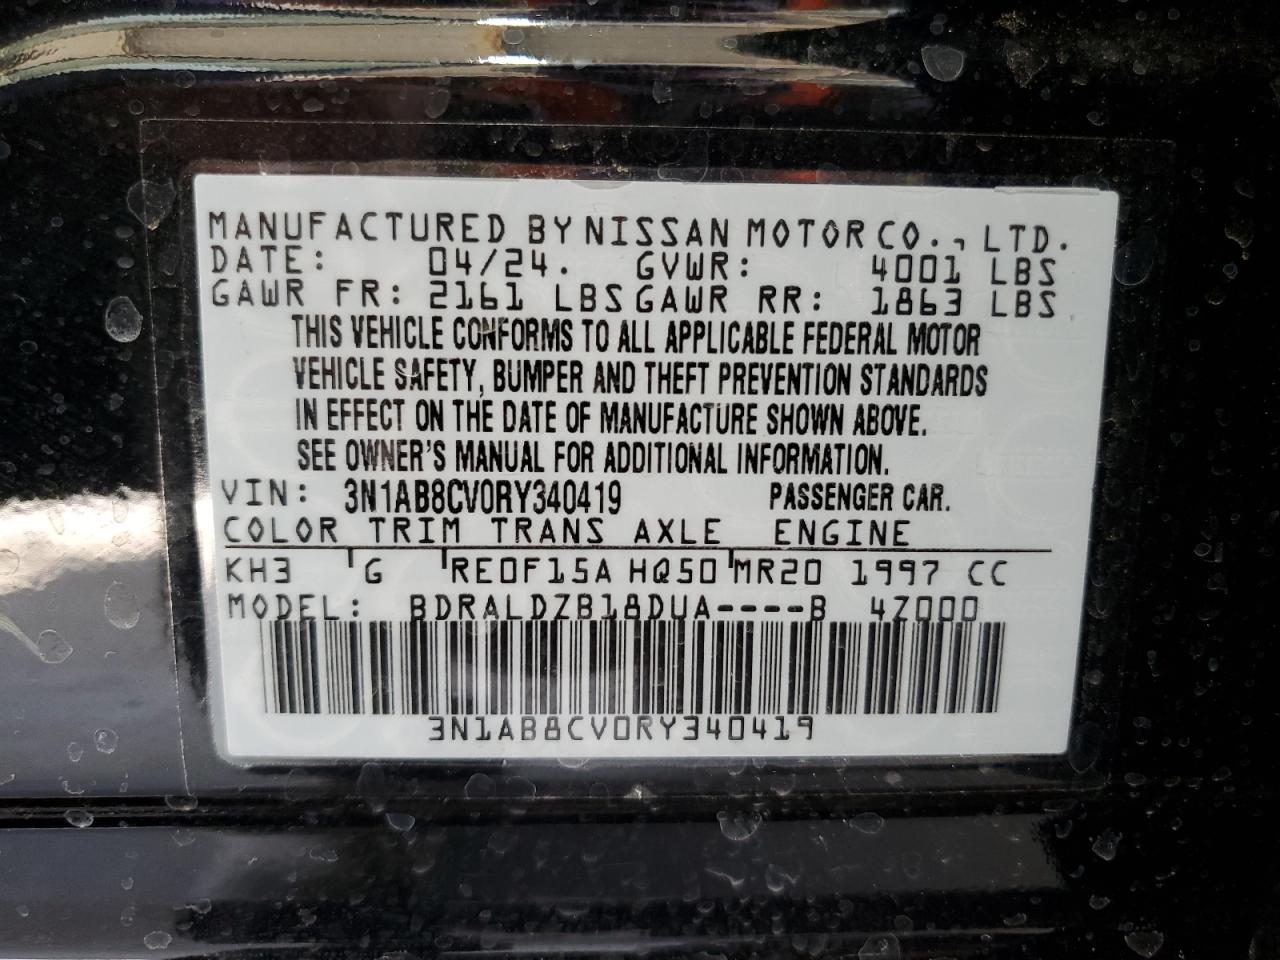 MANUFACTURED BY NISSAN MOTOR CO., LTD.
DATE: 04/24. GVWR: 4001 LBS
GAWR FR: 2161 LBS GAWR RR: 1863 LBS
THIS VEHICLE CONFORMS TO ALL APPLICABLE FEDERAL MOTOR
VEHICLE SAFETY, BUMPER AND THEFT PREVENTION STANDARDS
IN EFFECT ON THE DATE OF MANUFACTURE SHOWN ABOVE.
SEE OWNER'S MANUAL FOR ADDITIONAL INFORMATION.
VIN: 3N1AB8CV0RY340419 PASSENGER CAR.
COLOR TRIM TRANS AXLE ENGINE
KH3 G RE0F15A HQ50 MR20 1997 CC
MODEL: BDRALDZB18DUA----B 4Z000
3N1AB8CV0RY340419